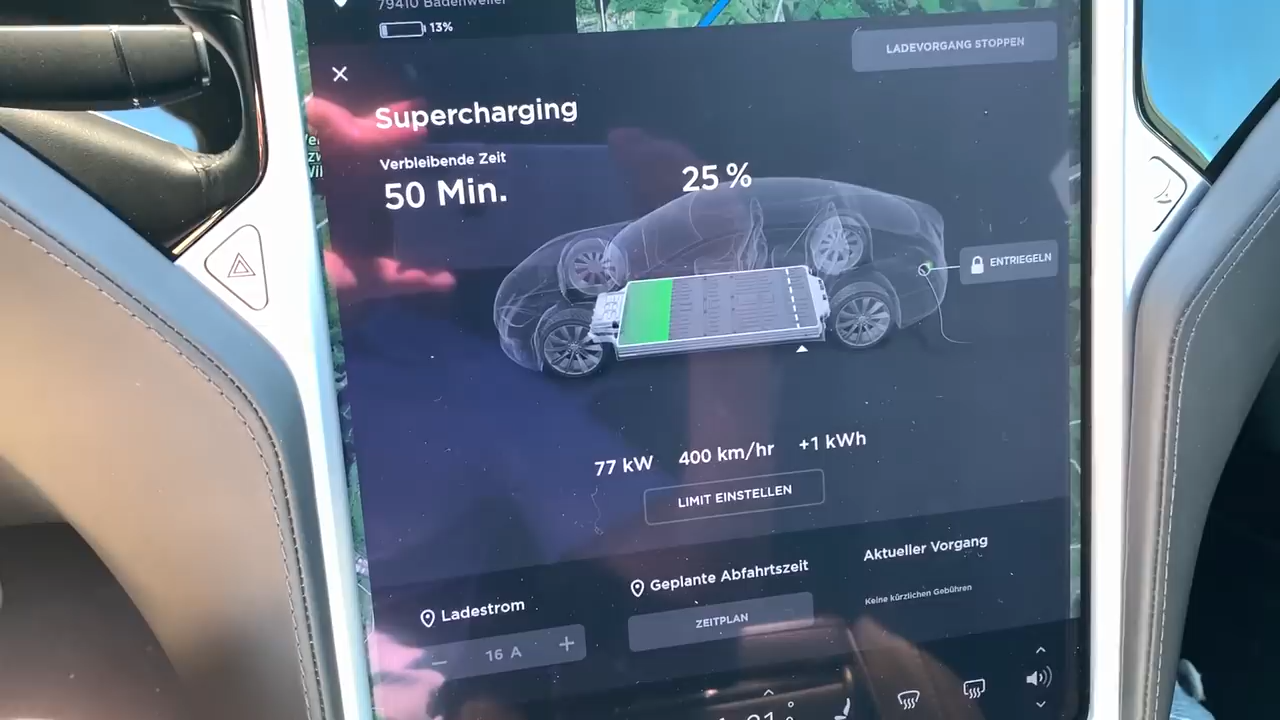 79410 Badenweiler
13%
LADEVORGANG STOPPEN
Supercharging
Verbleibende Zeit
50 Min.
25 %
ENTRIEGELN
77 kW 400 km/hr +1 kWh
LIMIT EINSTELLEN
Aktueller Vorgang
Keine kürzlichen Gebühren
Geplante Abfahrtszeit
ZEITPLAN
Ladestrom
− 16 A +